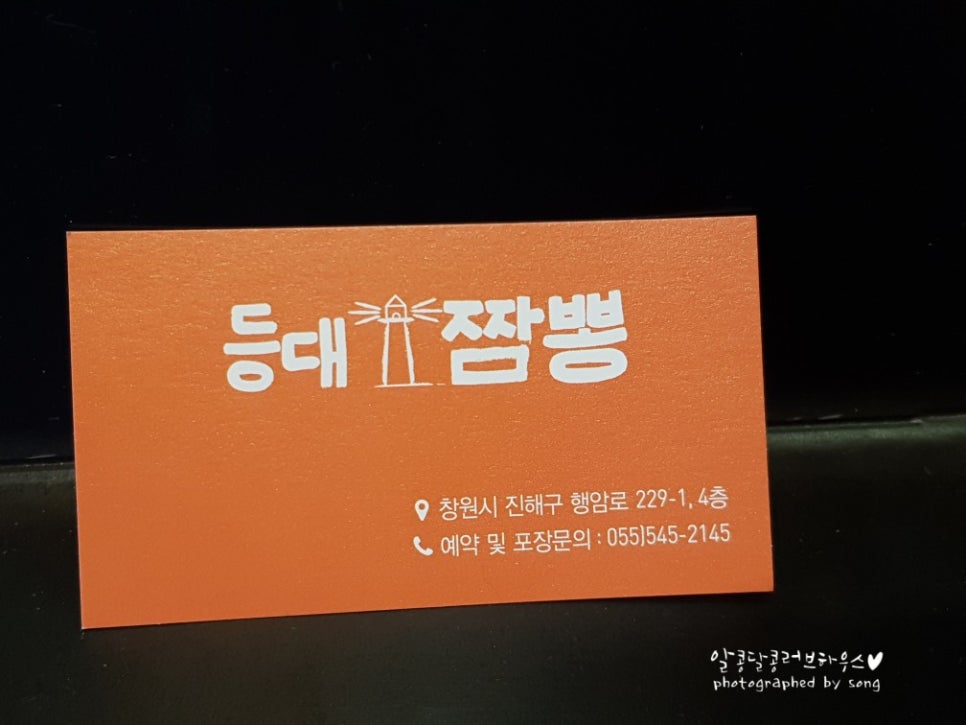 등대 짬뽕
창원시 진해구 행암로 229-1, 4층
예약 및 포장문의 : 055)545-2145
알콩달콩러브하우스♥
photographed by song